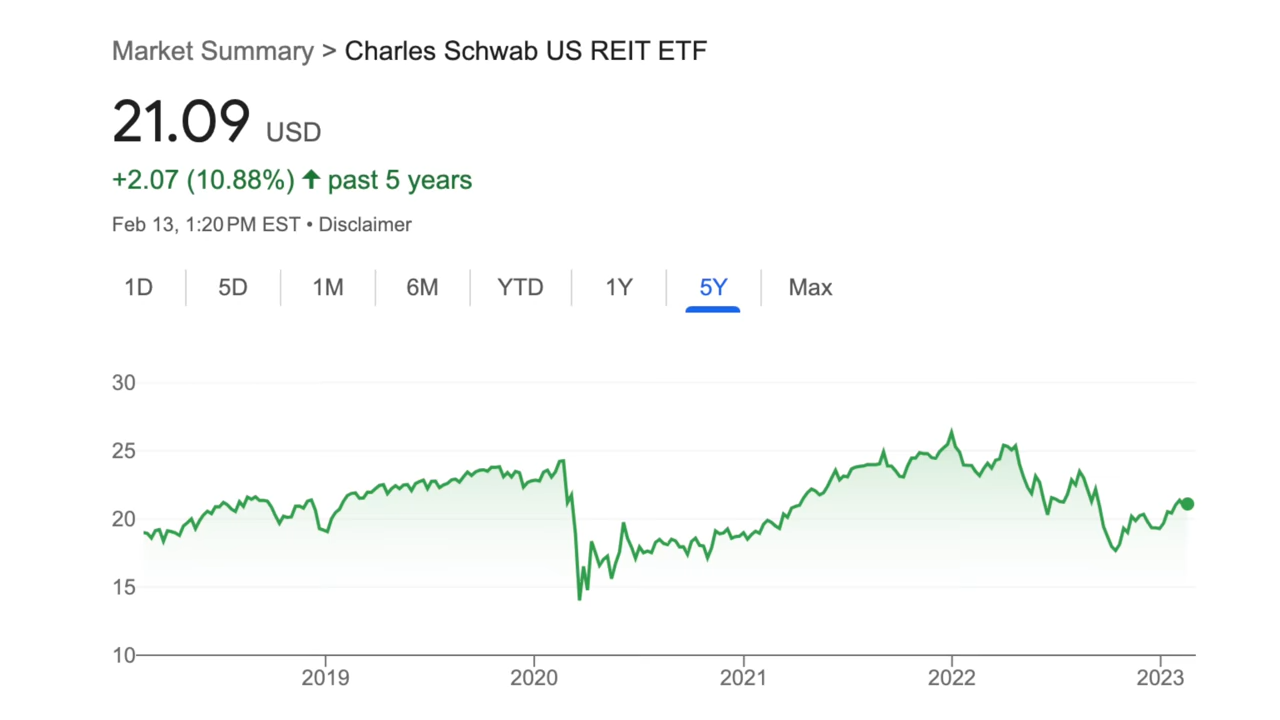 Market Summary > Charles Schwab US REIT ETF
21.09 USD
+2.07 (10.88%) ↑ past 5 years
Feb 13, 1:20 PM EST • Disclaimer
1D 5D 1M 6M YTD 1Y 5Y Max
30
25
20
15
10
2019 2020 2021 2022 2023